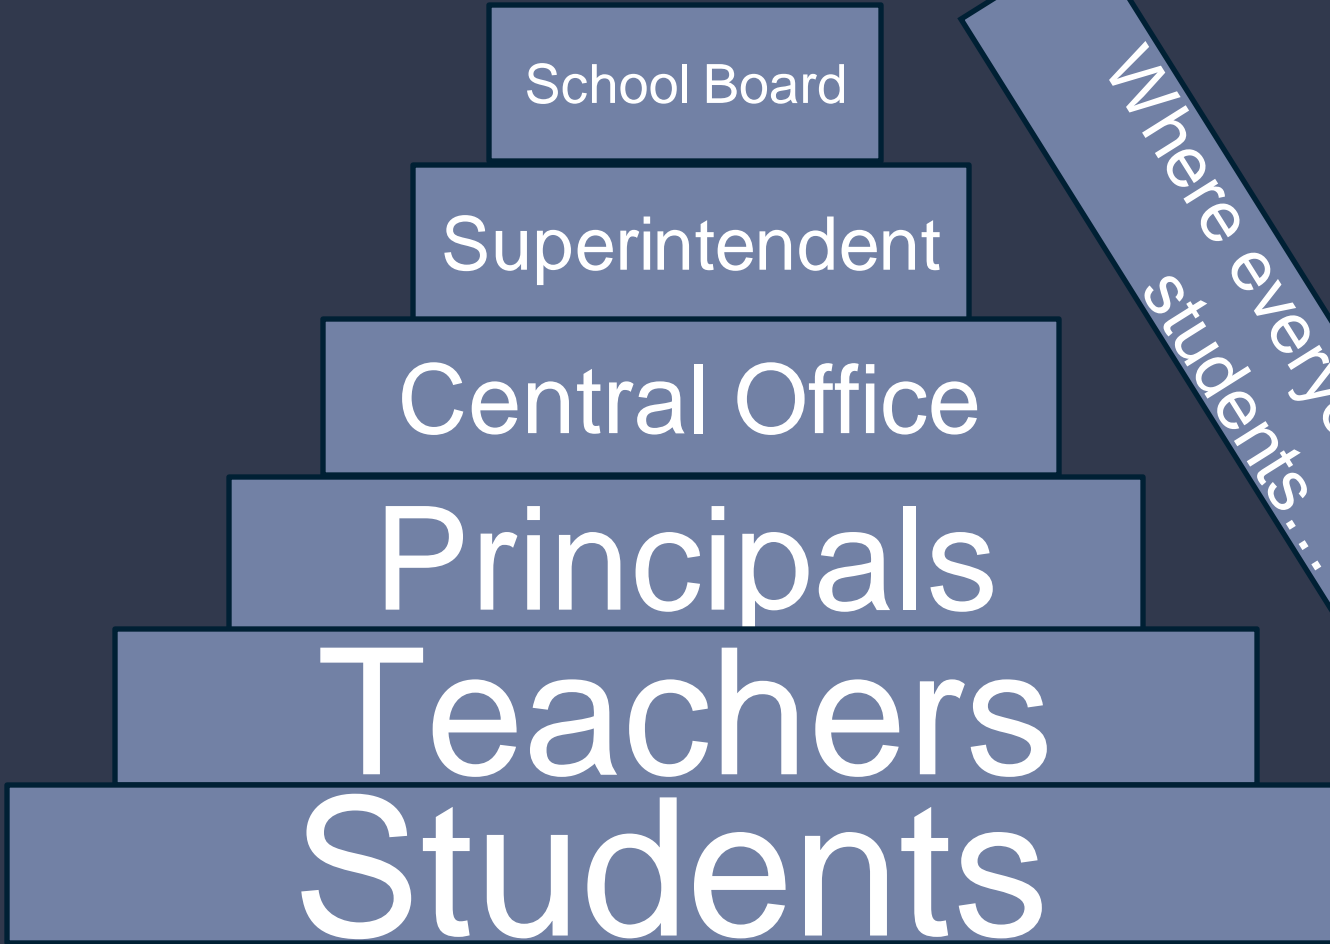 School Board
Superintendent
Central Office
Principals
Teachers
Students
Where
students…